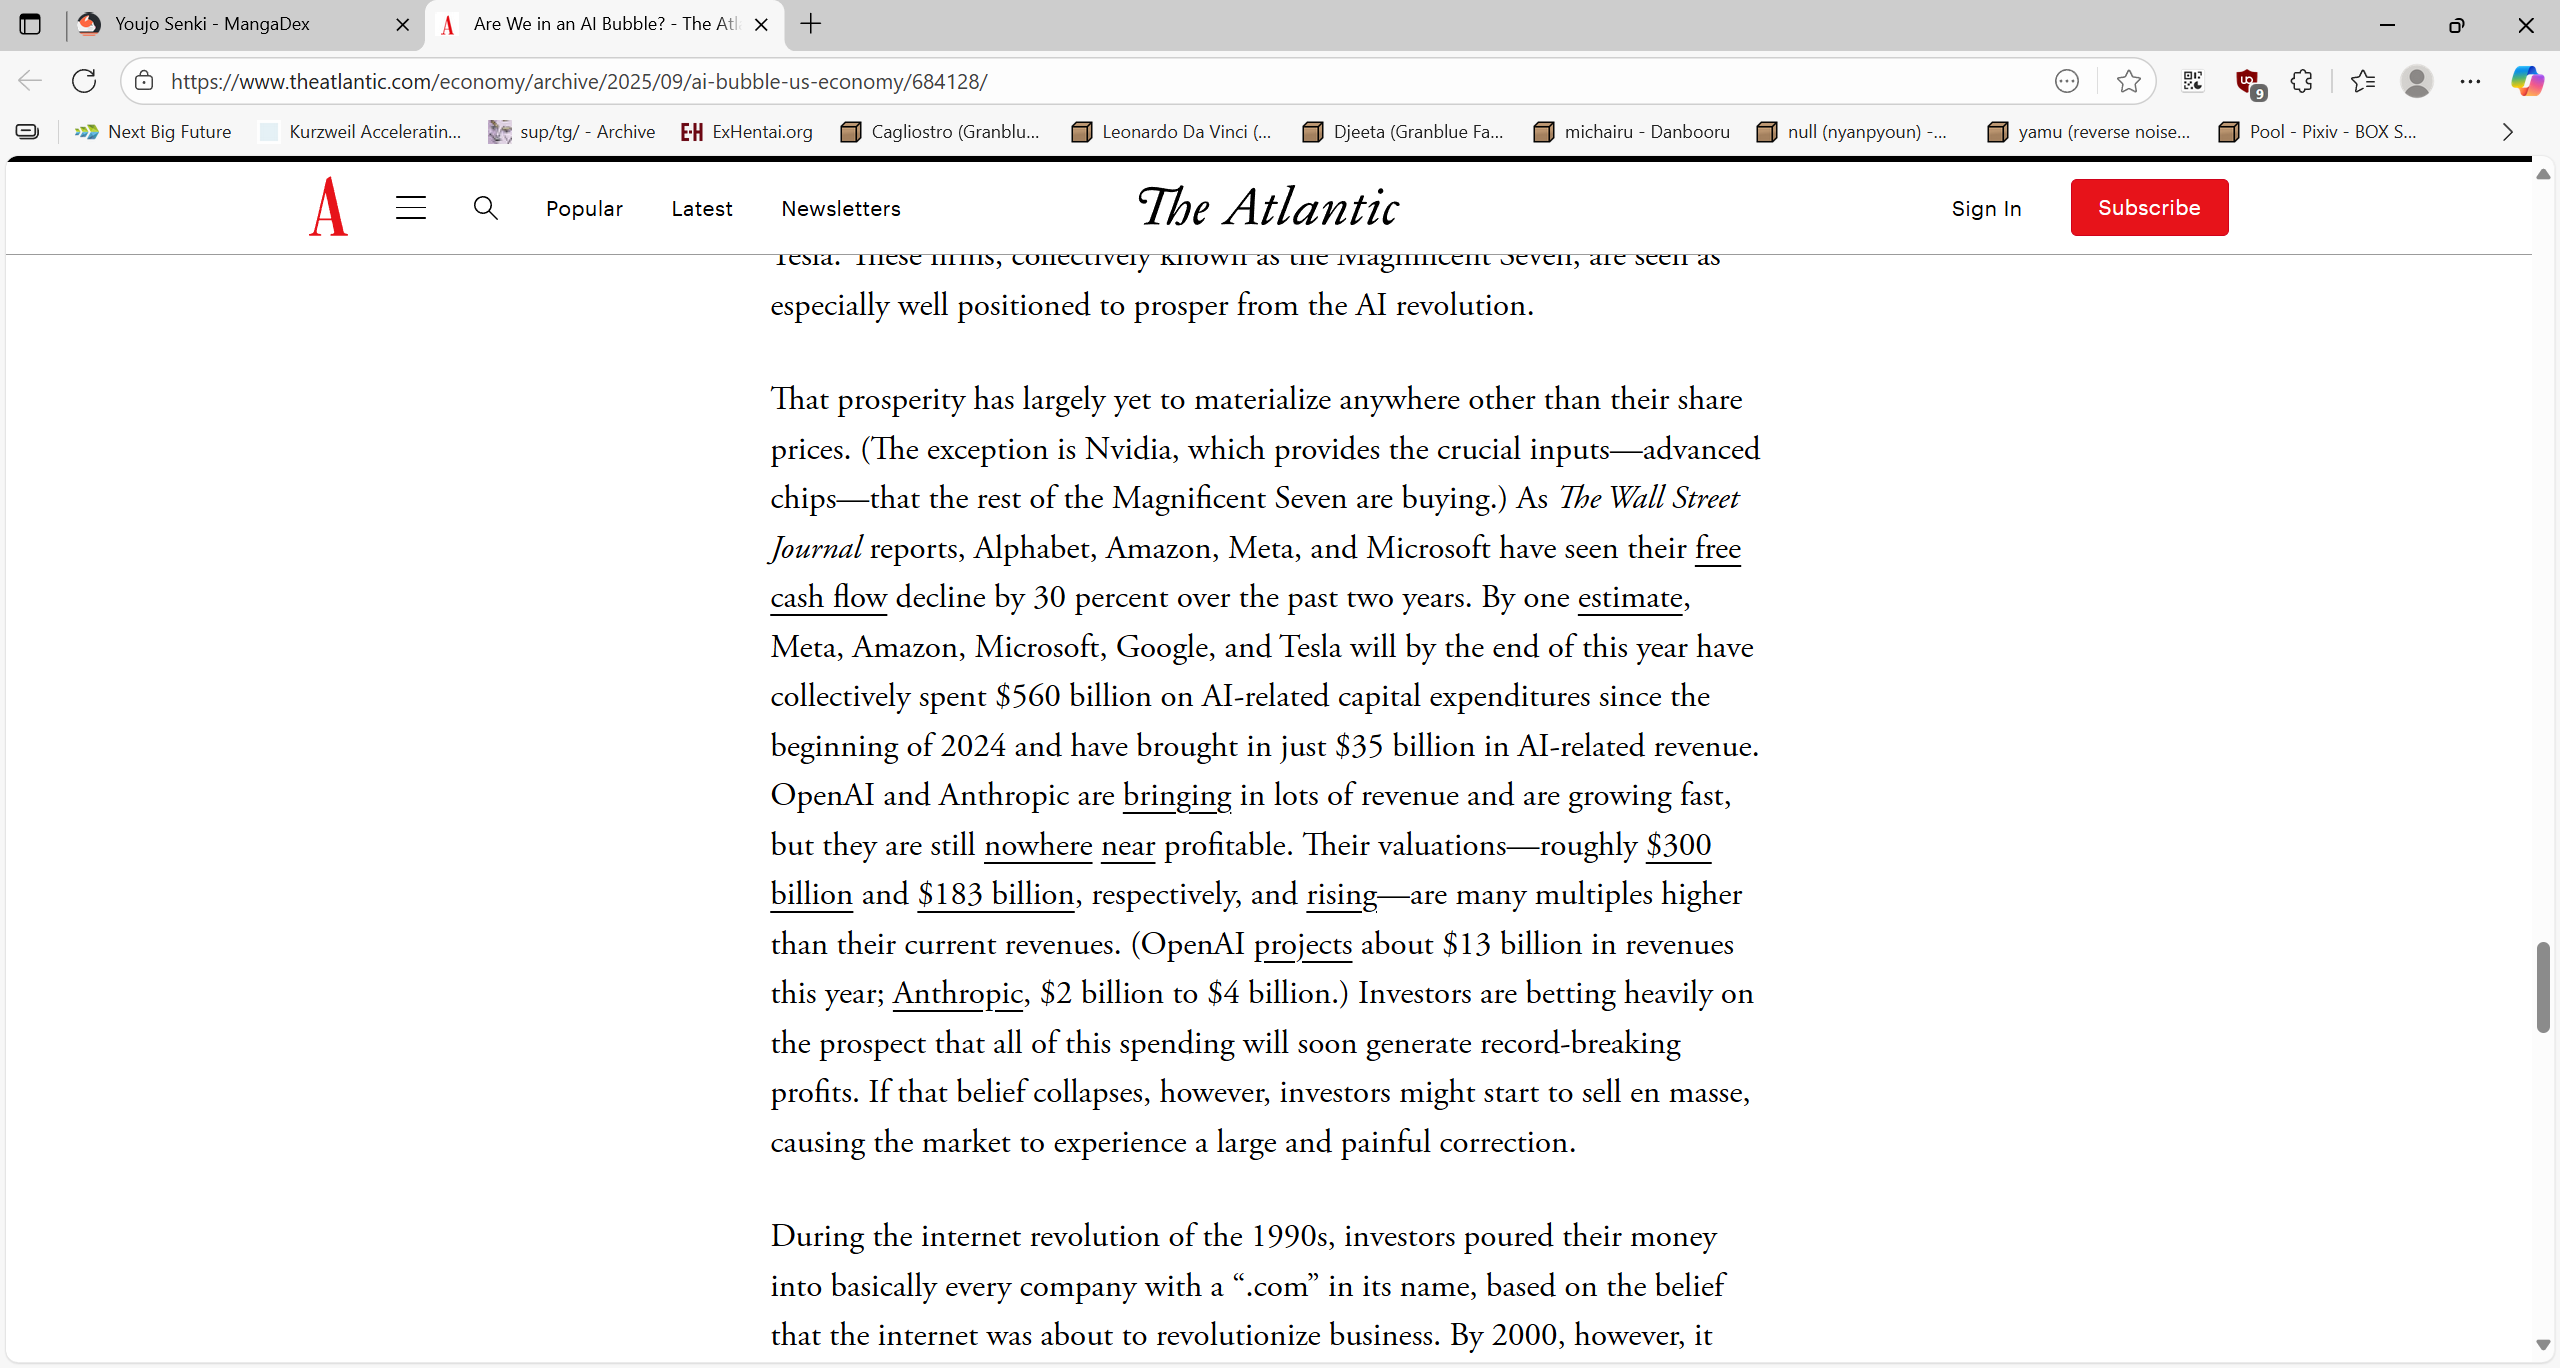 Youjo Senki - MangaDex
Are We in an AI Bubble? - The Atl
https://www.theatlantic.com/economy/archive/2025/09/ai-bubble-us-economy/684128/
9
Next Big Future
Kurzweil Acceleratin...
sup/tg/ - Archive
E-H ExHentai.org
Cagliostro (Granblu...
Leonardo Da Vinci (...
Djeeta (Granblue Fa...
michairu - Danbooru
null (nyanpyoun) -...
yamu (reverse noise...
Pool - Pixiv - BOX S...
A
Popular
Latest
Newsletters
The Atlantic
Sign In
Subscribe
Tesla. These firms, collectively known as the Magnificent Seven, are seen as
especially well positioned to prosper from the AI revolution.
That prosperity has largely yet to materialize anywhere other than their share
prices. (The exception is Nvidia, which provides the crucial inputs—advanced
chips—that the rest of the Magnificent Seven are buying.) As The Wall Street
Journal reports, Alphabet, Amazon, Meta, and Microsoft have seen their free
cash flow decline by 30 percent over the past two years. By one estimate,
Meta, Amazon, Microsoft, Google, and Tesla will by the end of this year have
collectively spent $560 billion on AI-related capital expenditures since the
beginning of 2024 and have brought in just $35 billion in AI-related revenue.
OpenAI and Anthropic are bringing in lots of revenue and are growing fast,
but they are still nowhere near profitable. Their valuations—roughly $300
billion and $183 billion, respectively, and rising—are many multiples higher
than their current revenues. (OpenAI projects about $13 billion in revenues
this year; Anthropic, $2 billion to $4 billion.) Investors are betting heavily on
the prospect that all of this spending will soon generate record-breaking
profits. If that belief collapses, however, investors might start to sell en masse,
causing the market to experience a large and painful correction.
During the internet revolution of the 1990s, investors poured their money
into basically every company with a “.com” in its name, based on the belief
that the internet was about to revolutionize business. By 2000, however, it